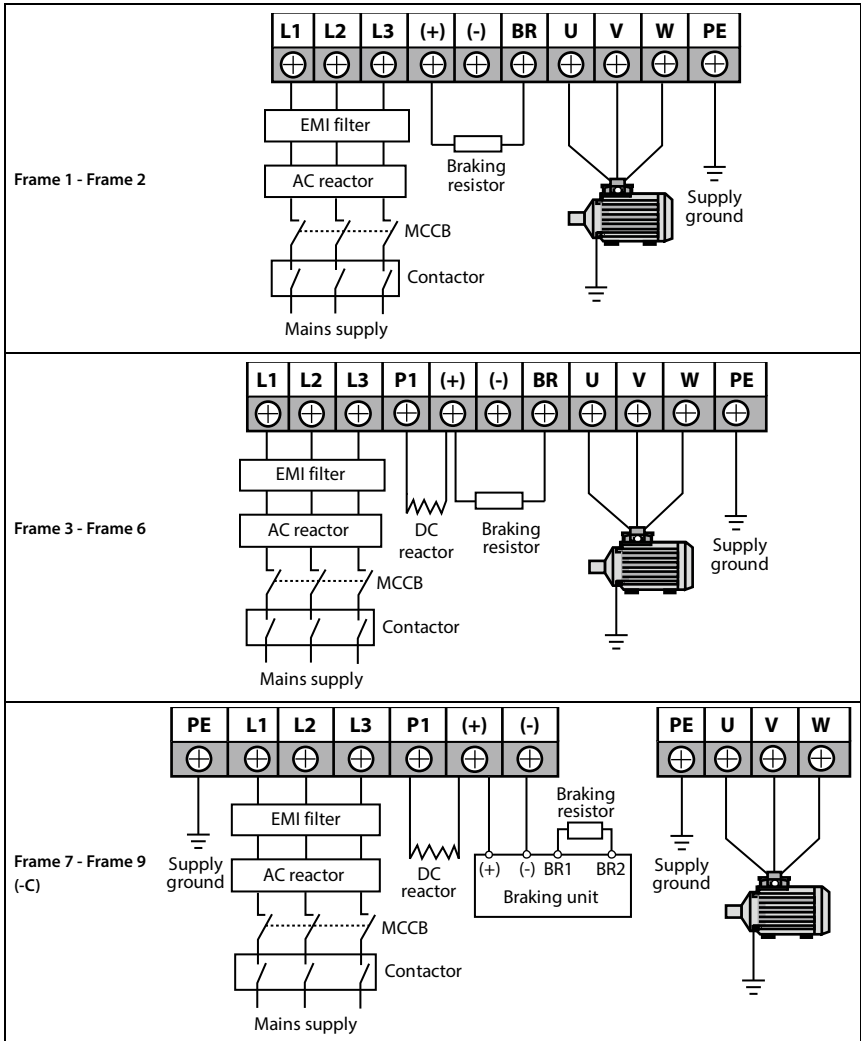 L1 L2 L3 (+) (-) BR U V W PE
EMI filter
AC reactor
MCCB
Contactor
Mains supply
Braking
resistor
Supply
ground
Frame 1 - Frame 2
L1 L2 L3 P1 (+) (-) BR U V W PE
EMI filter
AC reactor
MCCB
Contactor
Mains supply
DC
reactor
Braking
resistor
Supply
ground
Frame 3 - Frame 6
PE L1 L2 L3 P1 (+) (-)
PE U V W
Supply
ground
EMI filter
AC reactor
MCCB
Contactor
Mains supply
DC
reactor
Braking
resistor
(+) (-) BR1 BR2
Braking unit
Supply
ground
Frame 7 - Frame 9
(-C)